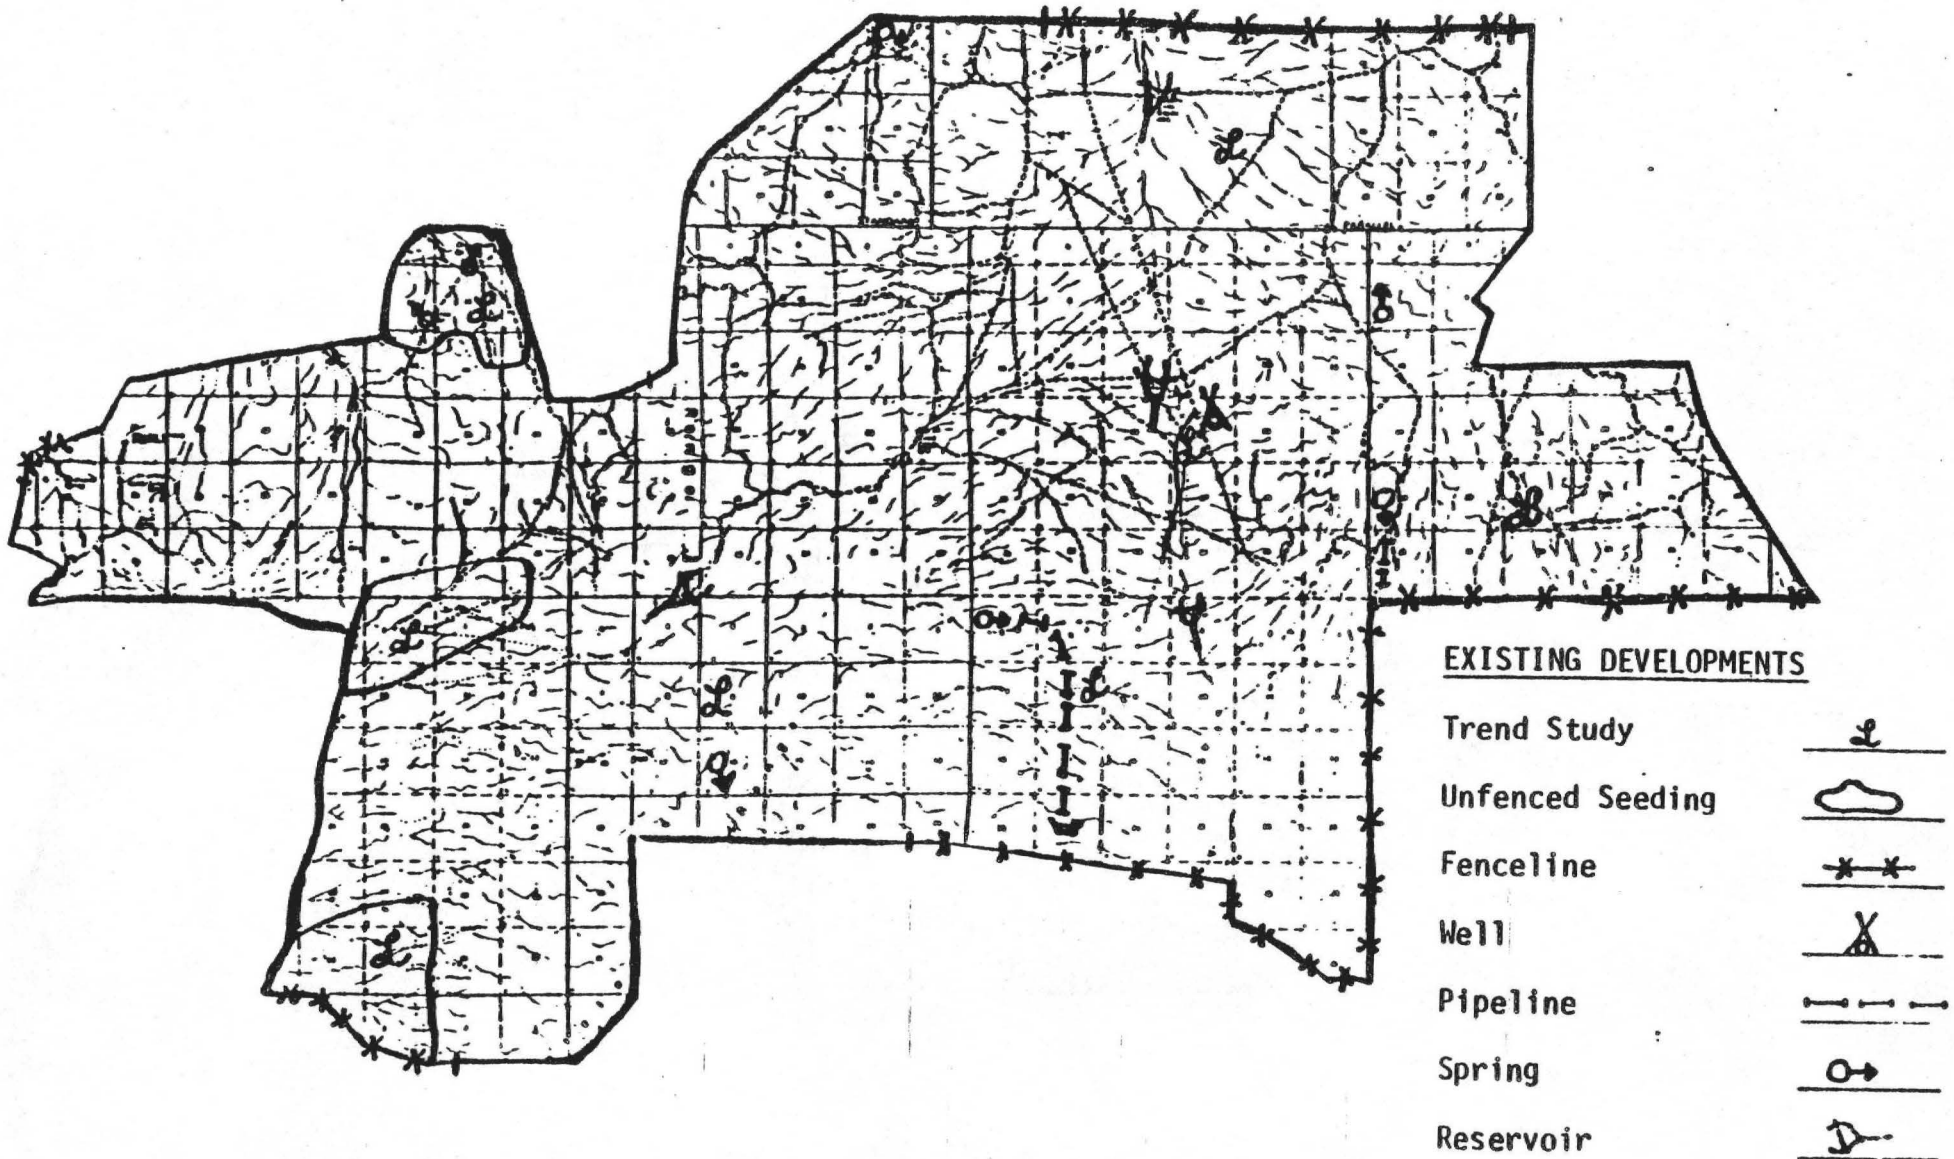 EXISTING DEVELOPMENTS
Trend Study
Unfenced Seeding
Fenceline
Well
Pipeline
Spring
Reservoir